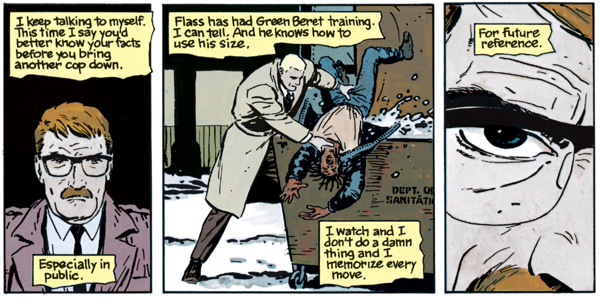 I keep talking to myself.
This time I say you'd
better know your facts
before you bring
another cop down.
Especially in
public.
Flass has had Green Beret training.
I can tell. And he knows how to
use his size.
DEPT. OF
SANITATIO
I watch and I
don't do a damn
thing and I
memorize every
move.
For future
reference.